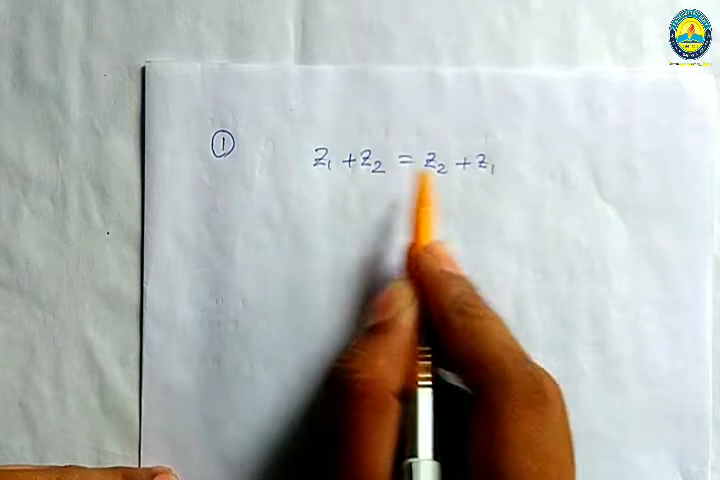 ① z₁ + z₂ = z₂ + z₁